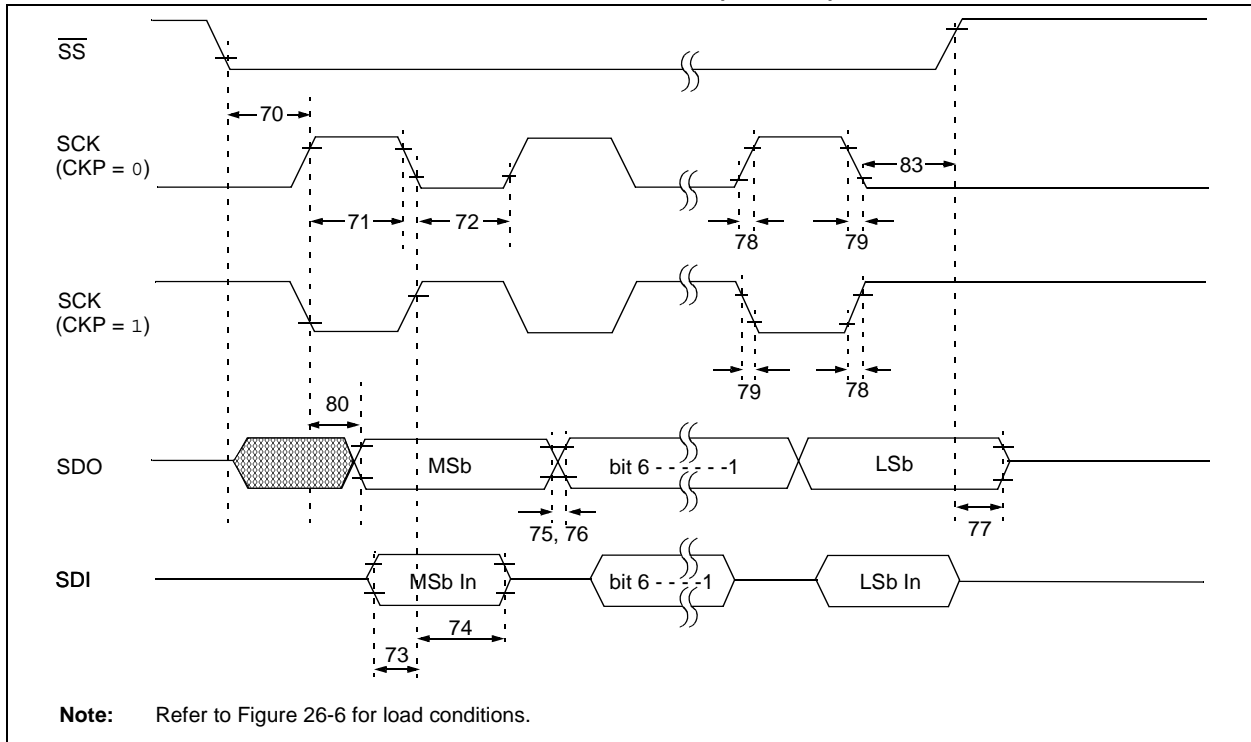 SS
70
SCK
(CKP = 0)
83
71
72
78
79
SCK
(CKP = 1)
79
78
80
SDO
MSb
bit 6 - - - - - -1
LSb
75, 76
77
SDI
MSb In
bit 6 - - - -1
LSb In
74
73
Note: Refer to Figure 26-6 for load conditions.